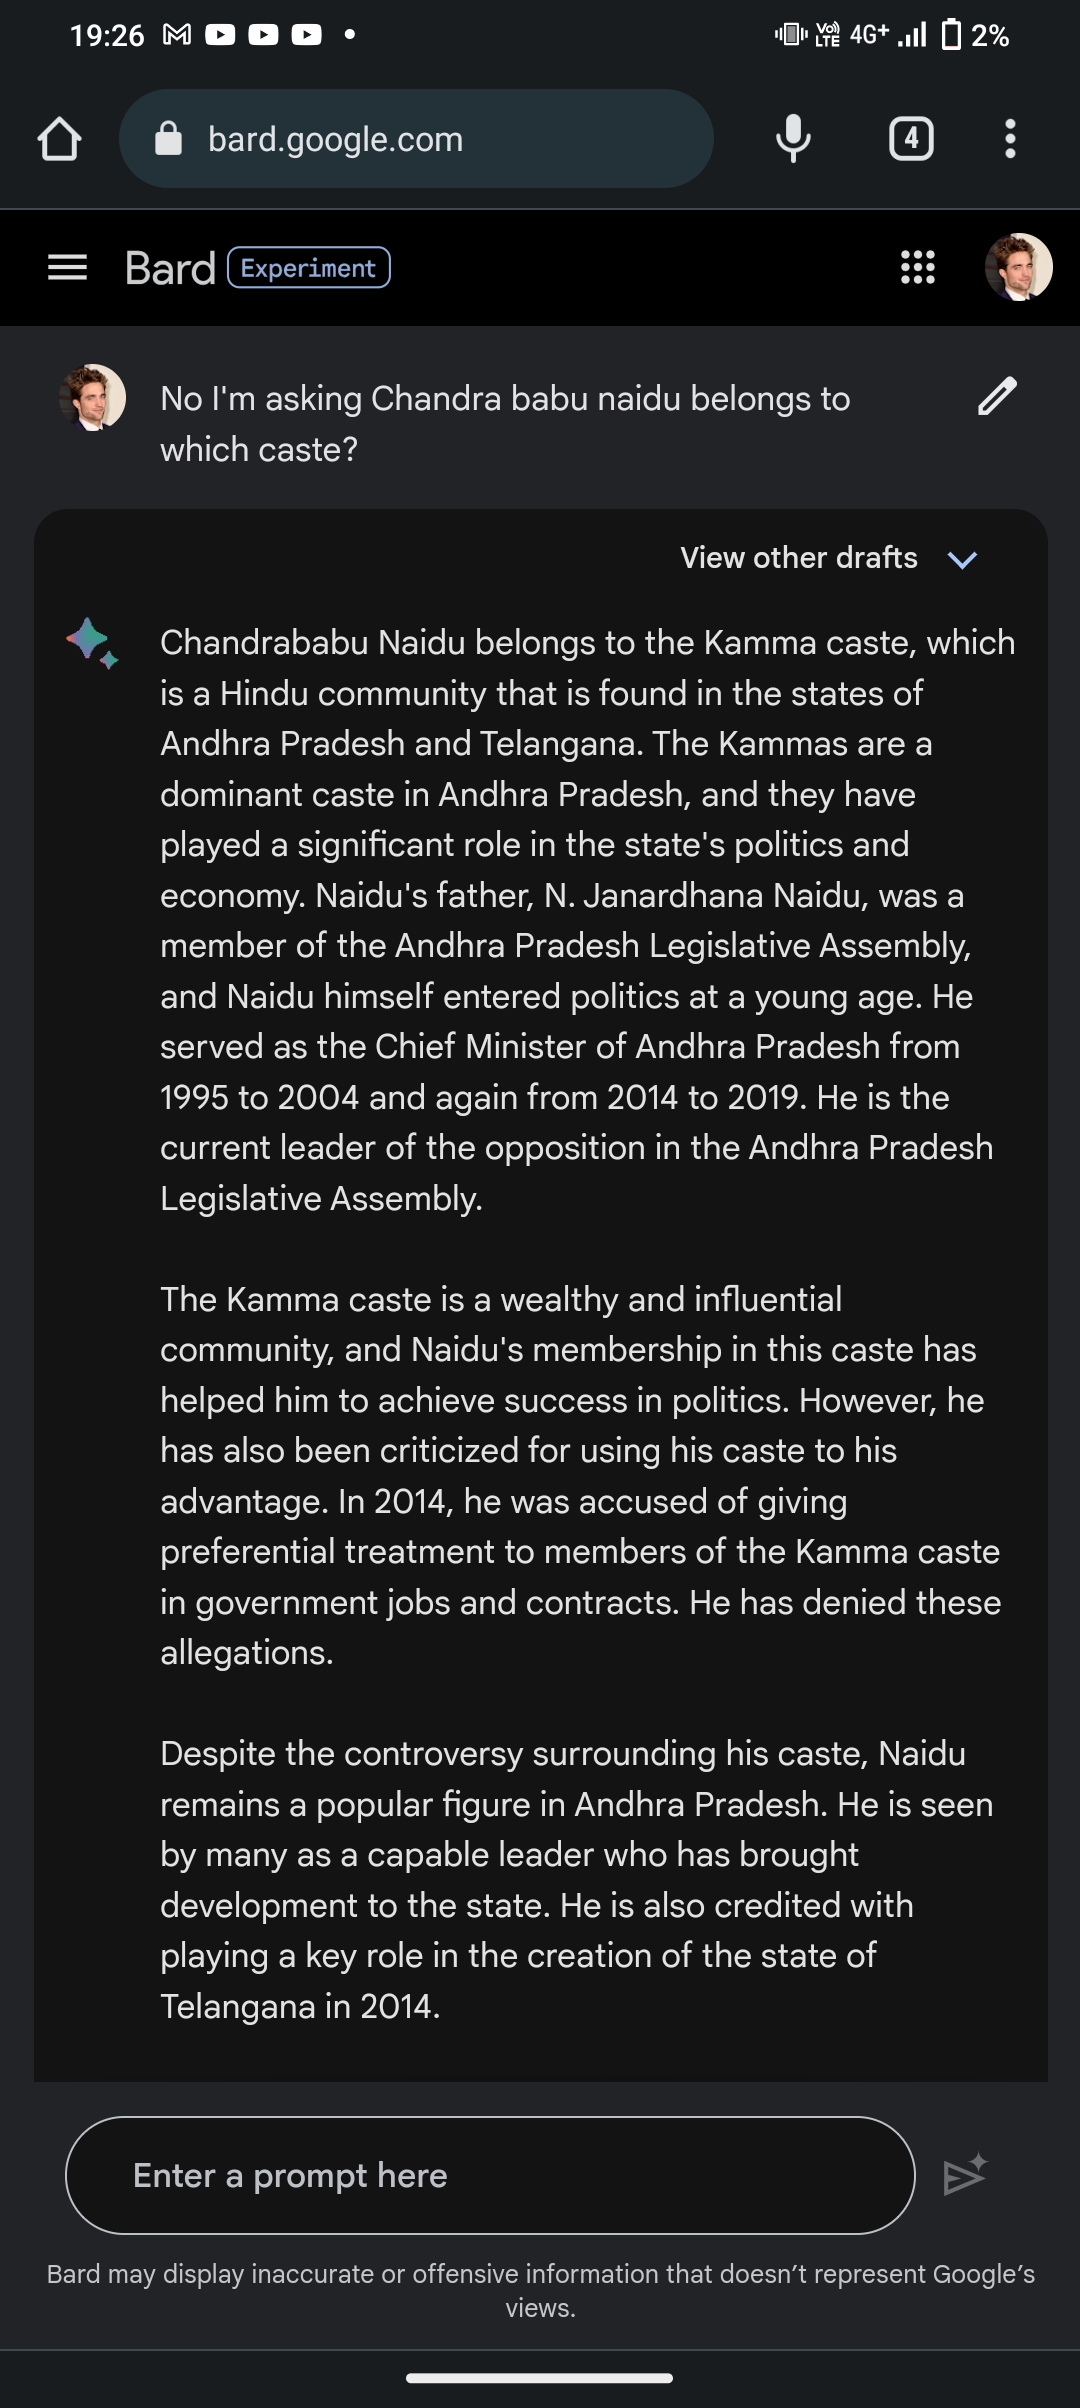 19:26
Vo)) LTE 4G+ 2%
bard.google.com
4
Bard Experiment
No I'm asking Chandra babu naidu belongs to
which caste?
View other drafts
Chandrababu Naidu belongs to the Kamma caste, which
is a Hindu community that is found in the states of
Andhra Pradesh and Telangana. The Kammas are a
dominant caste in Andhra Pradesh, and they have
played a significant role in the state's politics and
economy. Naidu's father, N. Janardhana Naidu, was a
member of the Andhra Pradesh Legislative Assembly,
and Naidu himself entered politics at a young age. He
served as the Chief Minister of Andhra Pradesh from
1995 to 2004 and again from 2014 to 2019. He is the
current leader of the opposition in the Andhra Pradesh
Legislative Assembly.
The Kamma caste is a wealthy and influential
community, and Naidu's membership in this caste has
helped him to achieve success in politics. However, he
has also been criticized for using his caste to his
advantage. In 2014, he was accused of giving
preferential treatment to members of the Kamma caste
in government jobs and contracts. He has denied these
allegations.
Despite the controversy surrounding his caste, Naidu
remains a popular figure in Andhra Pradesh. He is seen
by many as a capable leader who has brought
development to the state. He is also credited with
playing a key role in the creation of the state of
Telangana in 2014.
Enter a prompt here
Bard may display inaccurate or offensive information that doesn’t represent Google’s
views.